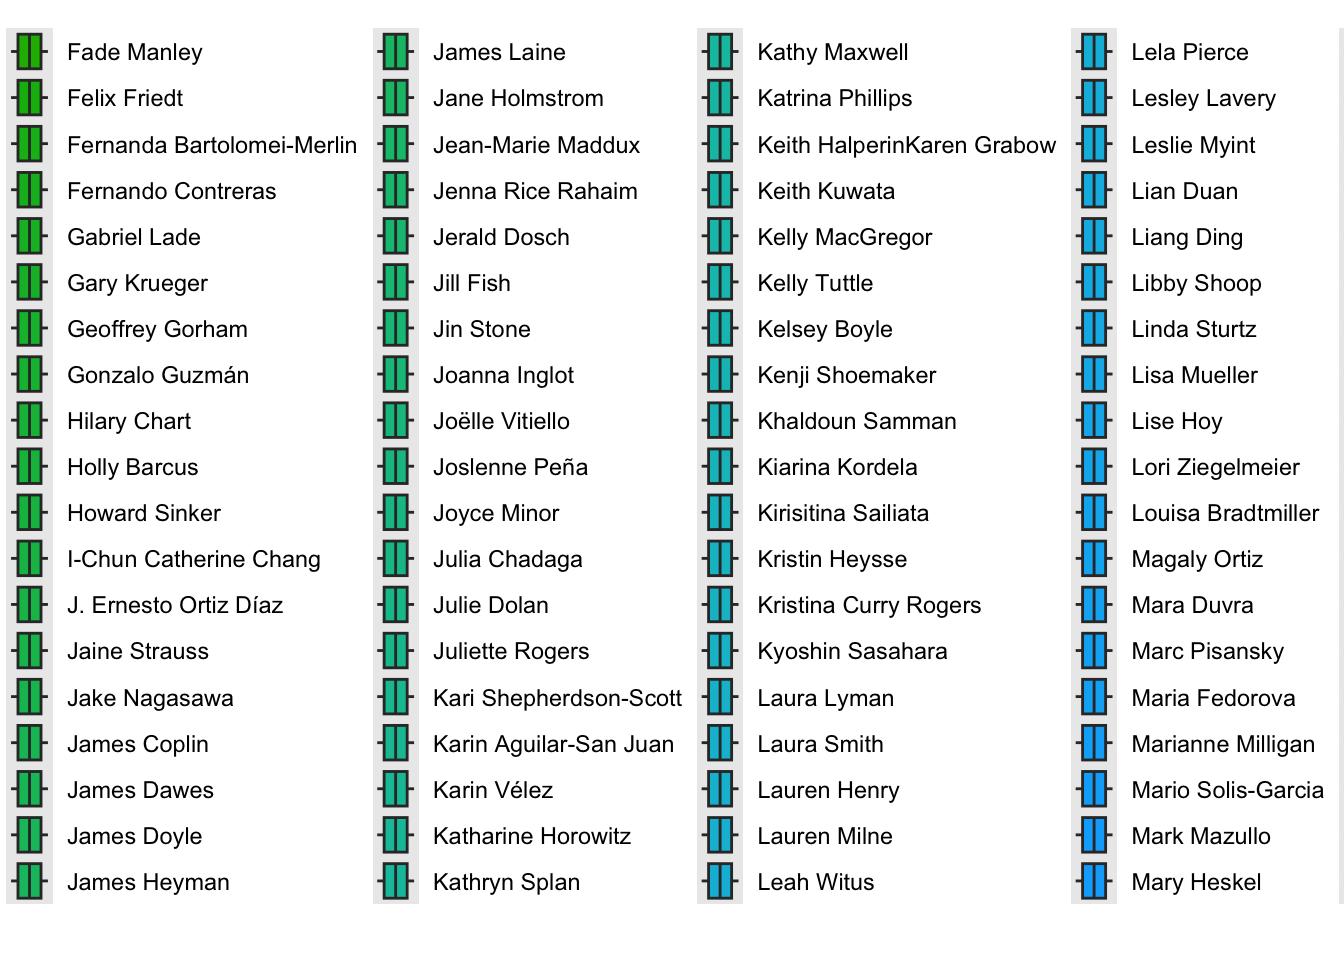 Fade Manley
Felix Friedt
Fernanda Bartolomei-Merlin
Fernando Contreras
Gabriel Lade
Gary Krueger
Geoffrey Gorham
Gonzalo Guzmán
Hilary Chart
Holly Barcus
Howard Sinker
I-Chun Catherine Chang
J. Ernesto Ortiz Díaz
Jaine Strauss
Jake Nagasawa
James Coplin
James Dawes
James Doyle
James Heyman
James Laine
Jane Holmstrom
Jean-Marie Maddux
Jenna Rice Rahaim
Jerald Dosch
Jill Fish
Jin Stone
Joanna Inglot
Joëlle Vitiello
Joslenne Peña
Joyce Minor
Julia Chadaga
Julie Dolan
Juliette Rogers
Kari Shepherdson-Scott
Karin Aguilar-San Juan
Karin Vélez
Katharine Horowitz
Kathryn Splan
Kathy Maxwell
Katrina Phillips
Keith HalperinKaren Grabow
Keith Kuwata
Kelly MacGregor
Kelly Tuttle
Kelsey Boyle
Kenji Shoemaker
Khaldoun Samman
Kiarina Kordela
Kirisitina Sailiata
Kristin Heysse
Kristina Curry Rogers
Kyoshin Sasahara
Laura Lyman
Laura Smith
Lauren Henry
Lauren Milne
Leah Witus
Lela Pierce
Lesley Lavery
Leslie Myint
Lian Duan
Liang Ding
Libby Shoop
Linda Sturtz
Lisa Mueller
Lise Hoy
Lori Ziegelmeier
Louisa Bradtmiller
Magaly Ortiz
Mara Duvra
Marc Pisansky
Maria Fedorova
Marianne Milligan
Mario Solis-Garcia
Mark Mazullo
Mary Heskel